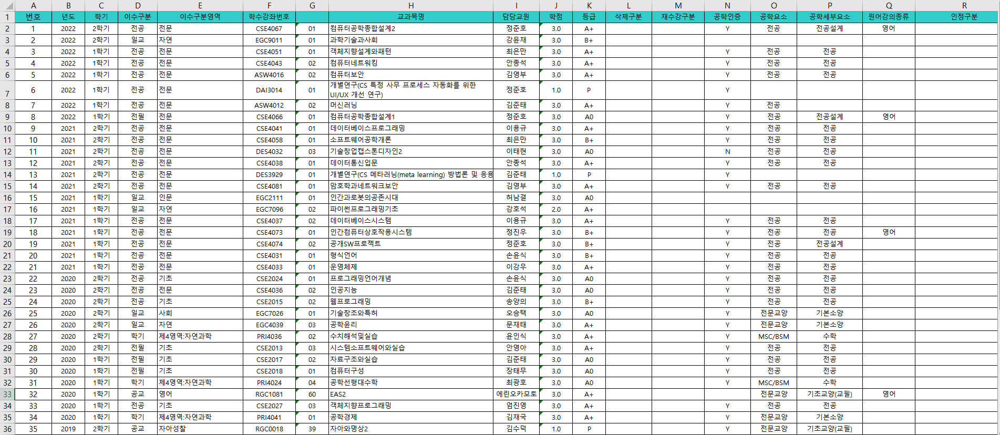 A B C D E F G H I J K L M N O P Q R
1 번호 년도 학기 이수구분 이수구분영역 학수강좌번호 교과목명 담당교원 학점 등급 삭제구분 재수강구분 공학인증 공학요소 공학세부요소 원어강의종류 인정구분
2 1 2022 2학기 전공 전문 CSE4067 01 컴퓨터공학종합설계2 정준호 3.0 A+ Y 전공 전공설계 영어
3 2 2022 2학기 일교 자연 EGC9011 01 과학기술과사회 강윤재 3.0 B+
4 3 2022 1학기 전공 전문 CSE4051 01 객체지향설계와패턴 최은만 3.0 A+ Y 전공 전공
5 4 2022 1학기 전공 전문 CSE4043 02 컴퓨터네트워킹 안종석 3.0 A+ Y 전공 전공
6 5 2022 1학기 전공 전문 ASW4016 02 컴퓨터보안 김영부 3.0 A+ Y 전공 전공
7 6 2022 1학기 전공 전문 DAI3014 01 개별연구(CS 특정 사무 프로세스 자동화를 위한
UI/UX 개선 연구) 정준호 1.0 P Y
8 7 2022 1학기 전공 전문 ASW4012 02 머신러닝 김준태 3.0 A+ Y 전공
9 8 2022 1학기 전필 전문 CSE4066 01 컴퓨터공학종합설계1 정준호 3.0 A0 Y 전공 전공설계 영어
10 9 2021 2학기 전공 전문 CSE4041 01 데이터베이스프로그래밍 이용규 3.0 A+ Y 전공 전공
11 10 2021 2학기 전공 전문 CSE4058 01 소프트웨어공학개론 최은만 3.0 B+ Y 전공 전공
12 11 2021 2학기 전공 전문 DES4032 03 기술창업캡스톤디자인2 이태현 3.0 A0 N 전공 전공
13 12 2021 2학기 전공 전문 CSE4038 01 데이터통신입문 안종석 3.0 A+ Y 전공 전공
14 13 2021 2학기 전공 전문 DES3929 01 개별연구(CS 메타러닝(meta learning) 방법론 및 응용 김준태 1.0 P Y
15 14 2021 2학기 전공 전문 CSE4081 01 암호학과네트워크보안 김영부 3.0 A+ Y 전공 전공
16 15 2021 1학기 일교 인문 EGC2111 01 인간과로봇의공존시대 허남결 3.0 A0
17 16 2021 1학기 일교 자연 EGC7096 02 파이썬프로그래밍기초 강호석 2.0 A+
18 17 2021 1학기 전공 전문 CSE4037 02 데이터베이스시스템 이용규 3.0 A+ Y 전공 전공
19 18 2021 1학기 전공 전문 CSE4073 01 인간컴퓨터상호작용시스템 정진우 3.0 B+ Y 전공 전공 영어
20 19 2021 1학기 전공 전문 CSE4074 02 공개SW프로젝트 정준호 3.0 B+ Y 전공 전공설계
21 20 2021 1학기 전공 전문 CSE4031 01 형식언어 손윤식 3.0 B+ Y 전공 전공
22 21 2021 1학기 전공 전문 CSE4033 01 운영체제 이강우 3.0 A+ Y 전공 전공
23 22 2020 2학기 전공 기초 CSE2024 01 프로그래밍언어개념 손윤식 3.0 A0 Y 전공 전공
24 23 2020 2학기 전공 전문 CSE4036 02 인공지능 김준태 3.0 A0 Y 전공 전공
25 24 2020 2학기 전공 기초 CSE2015 02 웹프로그래밍 송양의 3.0 B+ Y 전공 전공
26 25 2020 2학기 일교 사회 EGC7026 01 기술창조와특허 오승택 3.0 A0 Y 전문교양 기본소양
27 26 2020 2학기 일교 자연 EGC4039 03 공학윤리 문재태 3.0 A+ Y 전문교양 기본소양
28 27 2020 2학기 학기 제4영역:자연과학 PRI4036 02 수치해석및실습 윤인식 3.0 A+ Y MSC/BSM 수학
29 28 2020 2학기 전필 기초 CSE2013 03 시스템소프트웨어와실습 안영아 3.0 A+ Y 전공 전공
30 29 2020 1학기 전필 기초 CSE2017 02 자료구조와실습 김준태 3.0 A0 Y 전공 전공
31 30 2020 1학기 전필 기초 CSE2018 01 컴퓨터구성 장태무 3.0 A0 Y 전공 전공
32 31 2020 1학기 학기 제4영역:자연과학 PRI4024 04 공학선형대수학 최광호 3.0 A0 Y MSC/BSM 수학
33 32 2020 1학기 공교 영어 RGC1081 60 EAS2 에린오카모토 3.0 A+ 전문교양 기초교양(교필) 영어
34 33 2020 1학기 전공 기초 CSE2027 03 객체지향프로그래밍 엄진영 3.0 A+ Y 전공 전공
35 34 2020 1학기 학기 제4영역:자연과학 PRI4041 01 공학경제 김재국 3.0 A+ Y 전문교양 기본소양
36 35 2019 2학기 공교 자아성찰 RGC0018 39 자아와명상2 김수덕 1.0 P Y 전문교양 기초교양(교필)